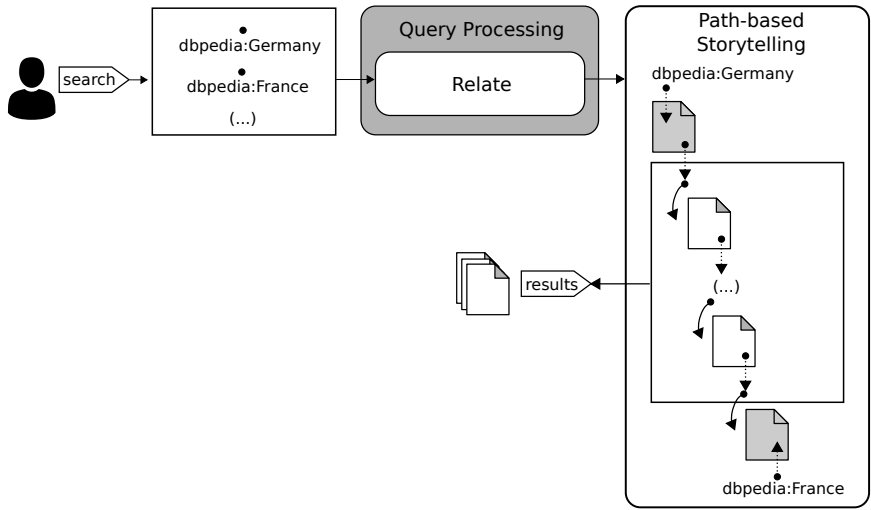 search
dbpedia:Germany
dbpedia:France
(...)
Query Processing
Relate
Path-based
Storytelling
dbpedia:Germany
(...)
results
dbpedia:France